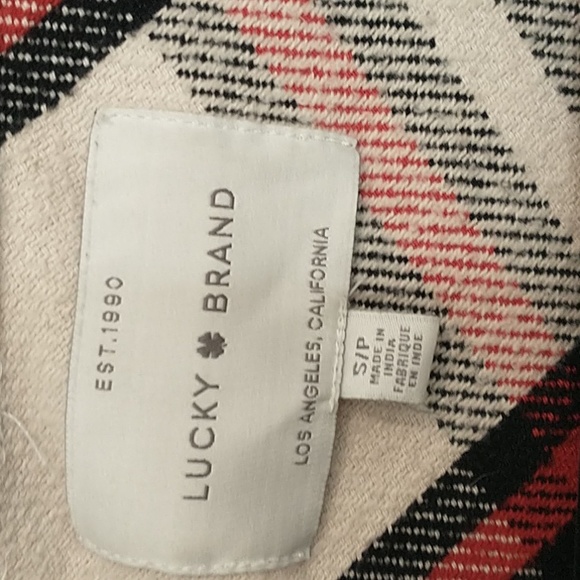 EST.1990
LUCKY BRAND
LOS ANGELES, CALIFORNIA
S/P
MADE IN
INDIA
FABRIQUE
EN INDE